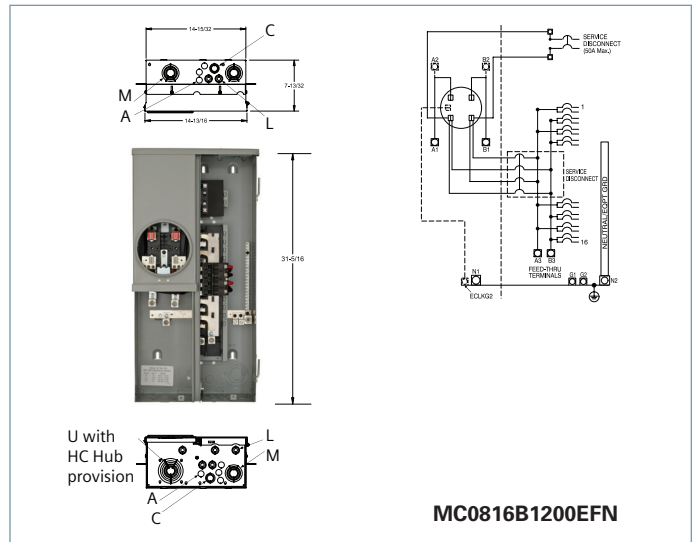 14-15/32
C
M
A
L
7-13/32
14-13/16
31-5/16
U with
HC Hub
provision
L
M
A
C
A2
B2
A1
B1
SERVICE
DISCONNECT
(50A Max.)
1
SERVICE
DISCONNECT
16
A3 B3
FEED-THRU
TERMINALS
G1 G2
N1
N2
ECLKG2
NEUTRAL/EQPT GRD
MC0816B1200EFN